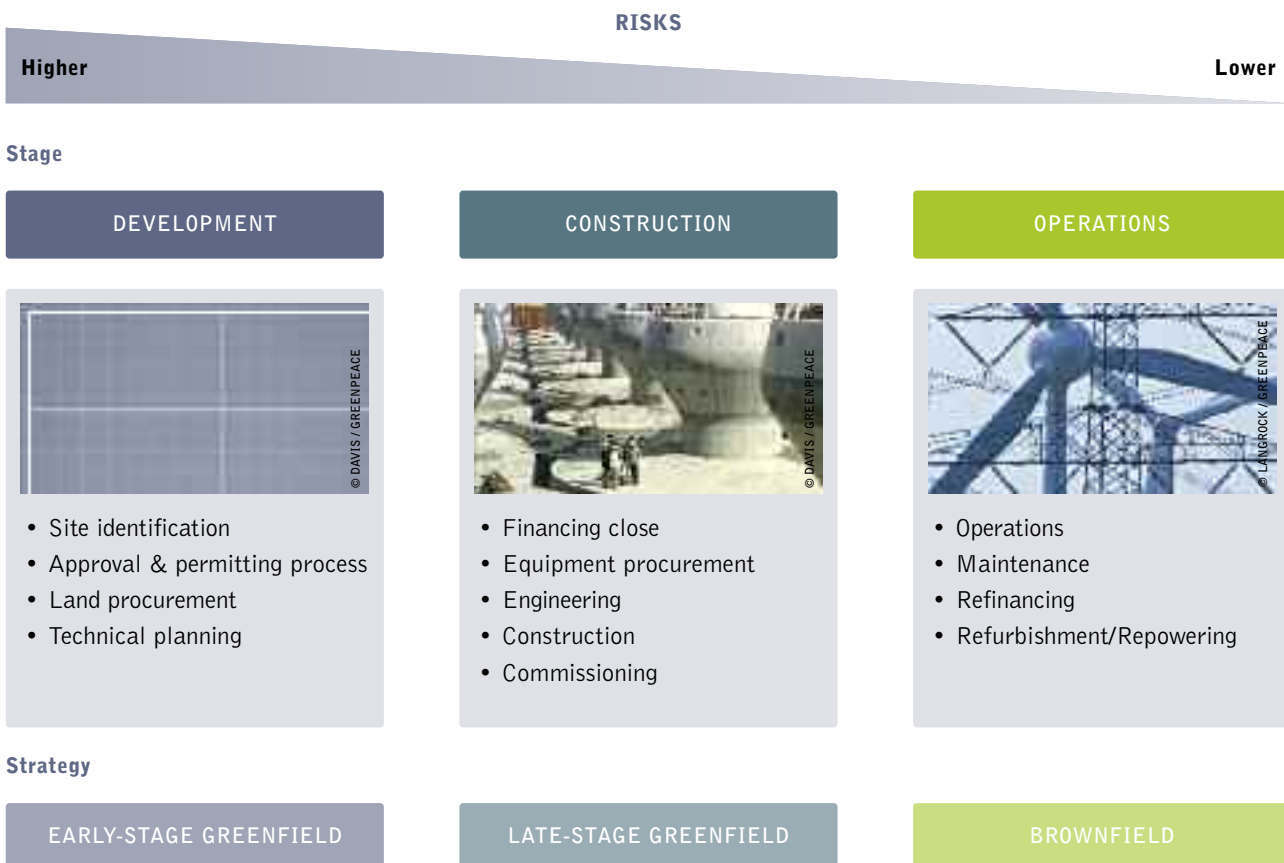 RISKS
Higher
Lower
Stage
DEVELOPMENT
CONSTRUCTION
OPERATIONS
© DAVIS / GREENPEACE
• Site identification
• Approval & permitting process
• Land procurement
• Technical planning
© DAVIS / GREENPEACE
• Financing close
• Equipment procurement
• Engineering
• Construction
• Commissioning
© LANGROCK / GREENPEACE
• Operations
• Maintenance
• Refinancing
• Refurbishment/Repowering
Strategy
EARLY-STAGE GREENFIELD
LATE-STAGE GREENFIELD
BROWNFIELD